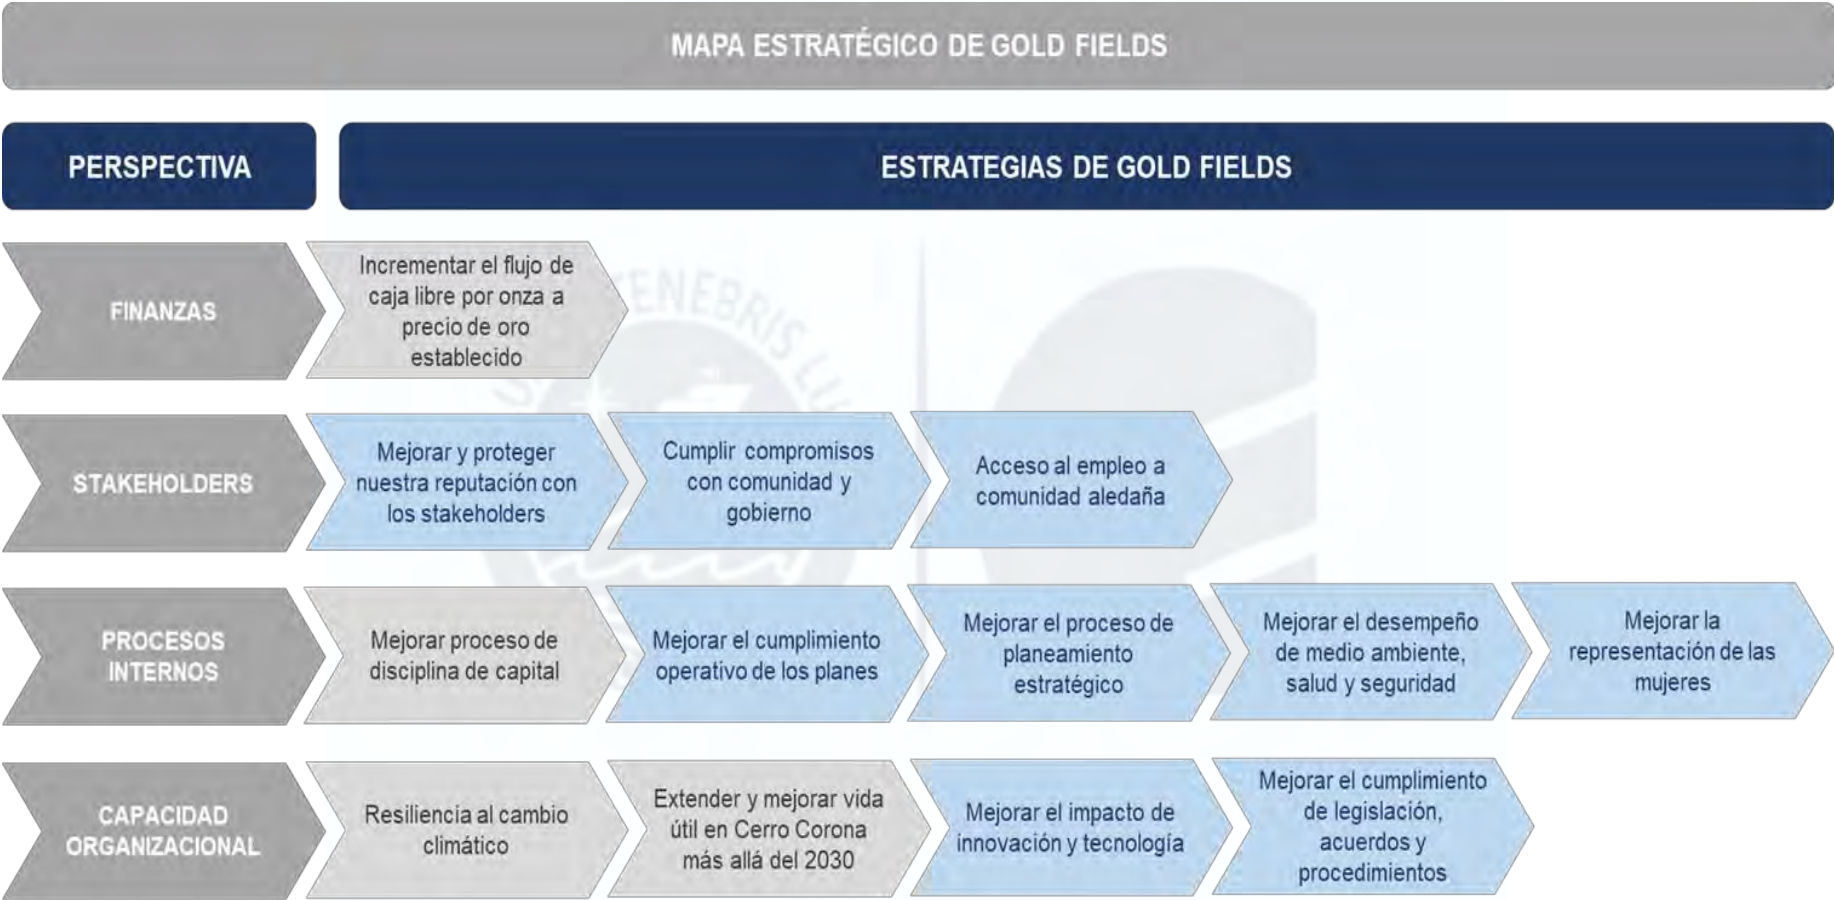 MAPA ESTRATÉGICO DE GOLD FIELDS
PERSPECTIVA
ESTRATEGIAS DE GOLD FIELDS
FINANZAS
Incrementar el flujo de
caja libre por onza a
precio de oro
establecido
STAKEHOLDERS
Mejorar y proteger
nuestra reputación con
los stakeholders
Cumplir compromisos
con comunidad y
gobierno
Acceso al empleo a
comunidad aledaña
PROCESOS
INTERNOS
Mejorar proceso de
disciplina de capital
Mejorar el cumplimiento
operativo de los planes
Mejorar el proceso de
planeamiento
estratégico
Mejorar el desempeño
de medio ambiente,
salud y seguridad
Mejorar la
representación de las
mujeres
CAPACIDAD
ORGANIZACIONAL
Resiliencia al cambio
climático
Extender y mejorar vida
útil en Cerro Corona
más allá del 2030
Mejorar el impacto de
innovación y tecnología
Mejorar el cumplimiento
de legislación,
acuerdos y
procedimientos